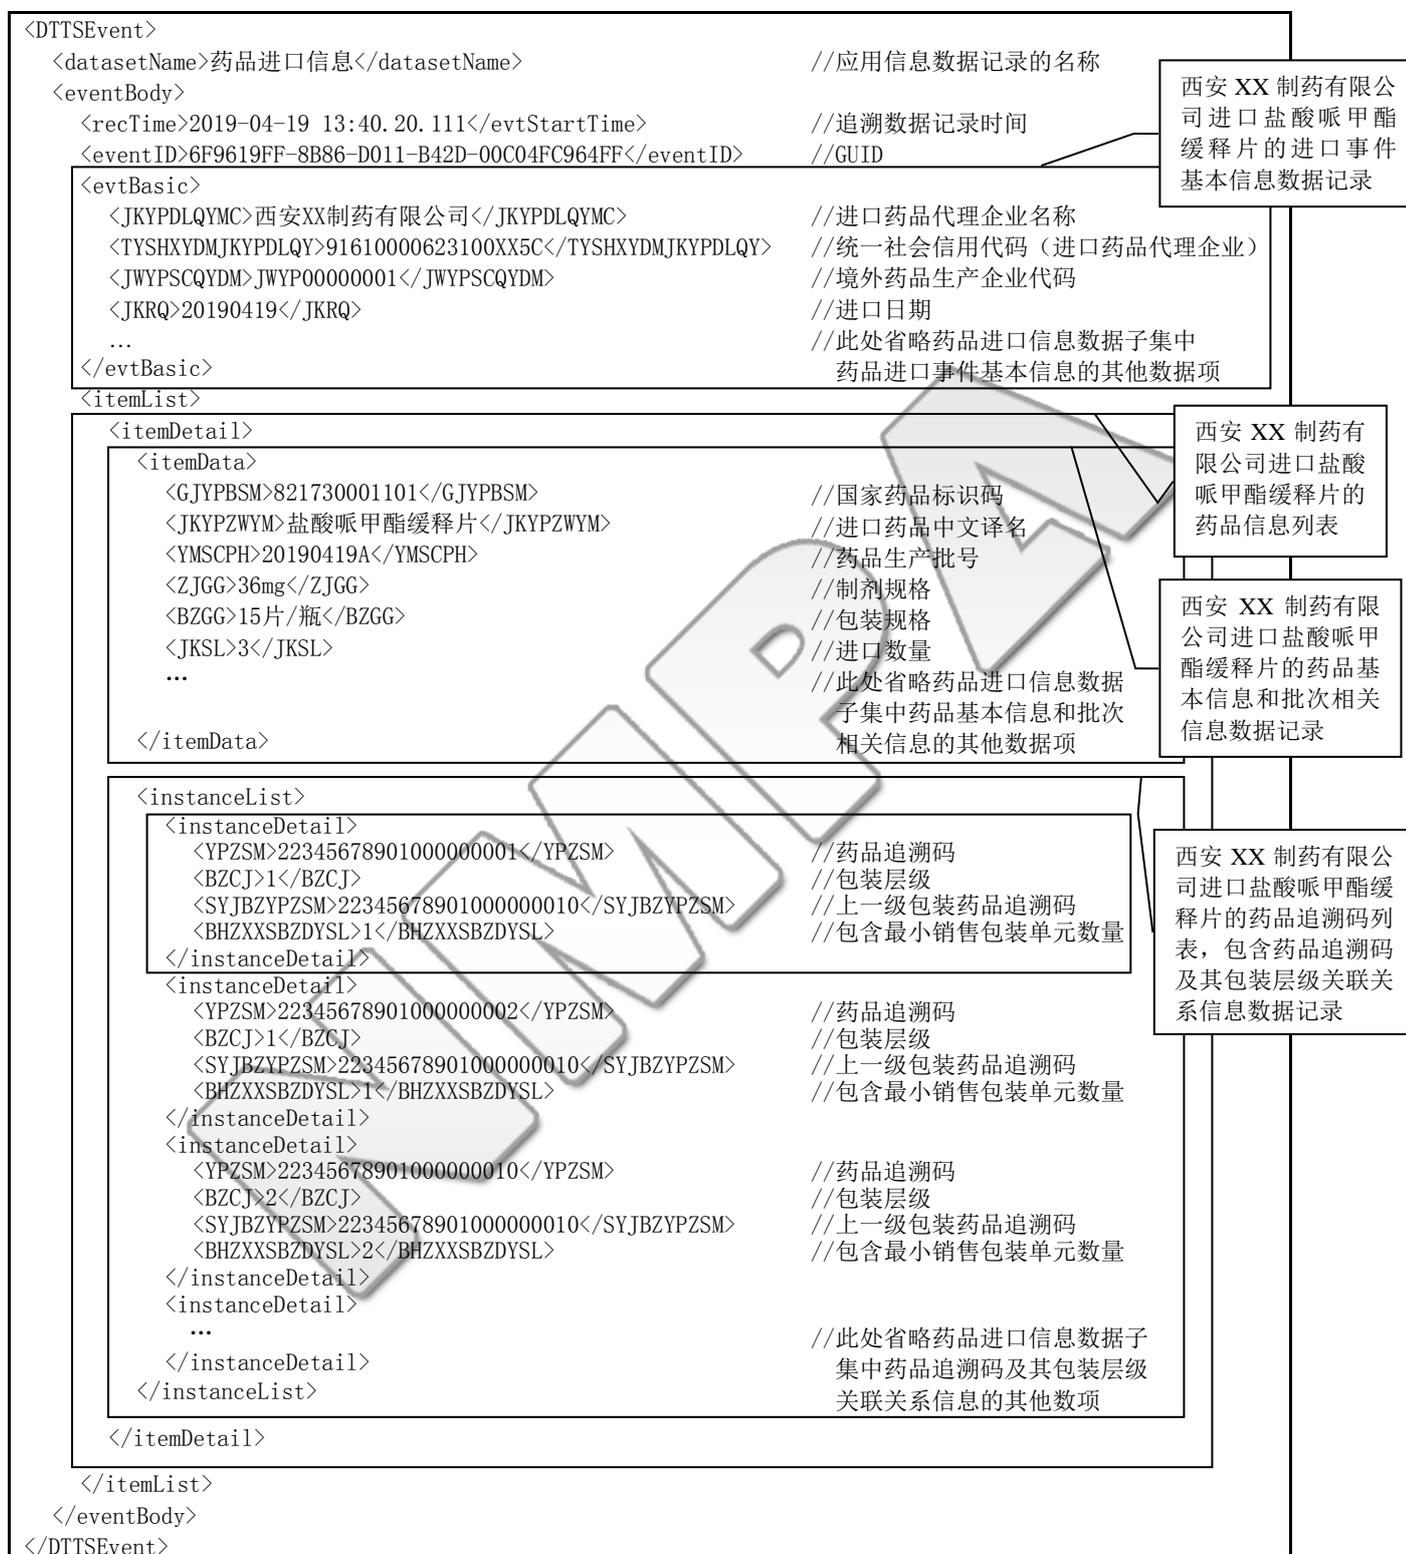 <DTTSEvent>
<datasetName>药品进口信息</datasetName> //应用信息数据记录的名称
<eventBody>
<recTime>2019-04-19 13:40.20.111</evtStartTime> //追溯数据记录时间
<eventID>6F9619FF-8B86-D011-B42D-00C04FC964FF</eventID> //GUID
西安 XX 制药有限公
司进口盐酸哌甲酯
缓释片的进口事件
基本信息数据记录
<evtBasic>
<JKYPDLQYMC>西安XX制药有限公司</JKYPDLQYMC> //进口药品代理企业名称
<TYSHXYDMJKYPDLQY>91610000623100XX5C</TYSHXYDMJKYPDLQY> //统一社会信用代码（进口药品代理企业）
<JWYPSCQYDM>JWYP00000001</JWYPSCQYDM> //境外药品生产企业代码
<JKRQ>20190419</JKRQ> //进口日期
... //此处省略药品进口信息数据子集中
</evtBasic> 药品进口事件基本信息的其他数据项
<itemList>
<itemDetail>
西安 XX 制药有
限公司进口盐酸
哌甲酯缓释片的
药品信息列表
<itemData>
<GJYPBSM>821730001101</GJYPBSM> //国家药品标识码
<JKYPZWYM>盐酸哌甲酯缓释片</JKYPZWYM> //进口药品中文译名
<YMSCPH>20190419A</YMSCPH> //药品生产批号
<ZJGG>36mg</ZJGG> //制剂规格
<BZGG>15片/瓶</BZGG> //包装规格
<JKSL>3</JKSL> //进口数量
... //此处省略药品进口信息数据
子集中药品基本信息和批次
</itemData> 相关信息的其他数据项
西安 XX 制药有限
公司进口盐酸哌甲
酯缓释片的药品基
本信息和批次相关
信息数据记录
<instanceList>
<instanceDetail>
<YPZSM>22345678901000000001</YPZSM> //药品追溯码
<BZCJ>1</BZCJ> //包装层级
<SYJBZYPZSM>22345678901000000010</SYJBZYPZSM> //上一级包装药品追溯码
<BHZXXSBZDYSL>1</BHZXXSBZDYSL> //包含最小销售包装单元数量
</instanceDetail>
西安 XX 制药有限公
司进口盐酸哌甲酯缓
释片的药品追溯码列
表，包含药品追溯码
及其包装层级关联关
系信息数据记录
<instanceDetail>
<YPZSM>22345678901000000002</YPZSM> //药品追溯码
<BZCJ>1</BZCJ> //包装层级
<SYJBZYPZSM>22345678901000000010</SYJBZYPZSM> //上一级包装药品追溯码
<BHZXXSBZDYSL>1</BHZXXSBZDYSL> //包含最小销售包装单元数量
</instanceDetail>
<instanceDetail>
<YPZSM>22345678901000000010</YPZSM> //药品追溯码
<BZCJ>2</BZCJ> //包装层级
<SYJBZYPZSM>22345678901000000010</SYJBZYPZSM> //上一级包装药品追溯码
<BHZXXSBZDYSL>2</BHZXXSBZDYSL> //包含最小销售包装单元数量
</instanceDetail>
<instanceDetail>
... //此处省略药品进口信息数据子
</instanceDetail> 集中药品追溯码及其包装层级
</instanceList> 关联关系信息的其他数项
</itemDetail>
</itemList>
</eventBody>
</DTTSEvent>
NMPA